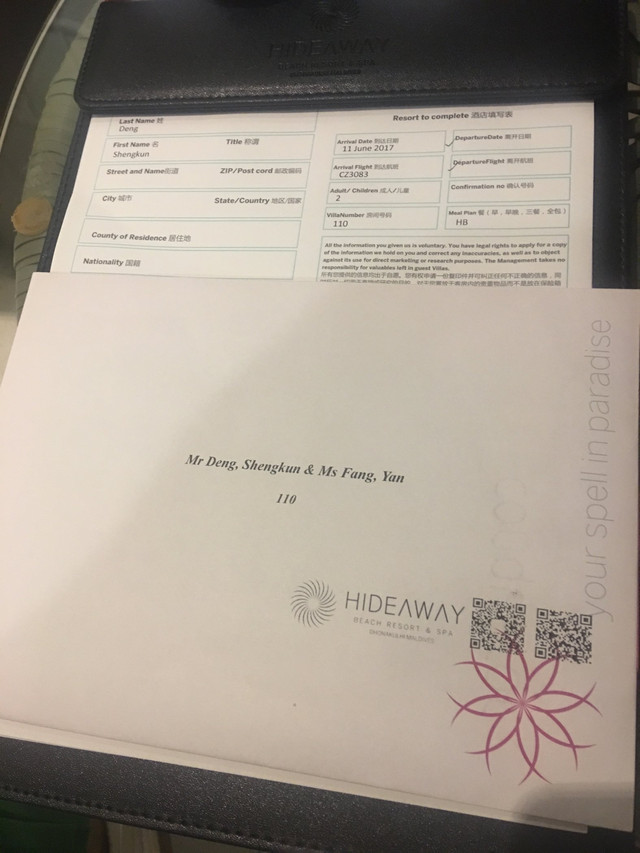 HIDEAWAY
BEACH RESORT & SPA
Last Name 姓
Deng
First Name 名
Shengkun
Title 称谓
Street and Name街道
ZIP/Post cord 邮政编码
City 城市
State/Country 地区/国家
County of Residence 居住地
Nationality 国籍
Resort to complete 酒店填写表
Arrival Date 到达日期
11 June 2017
DepartureDate 离开日期
Arrival Flight 到达航班
CZ3083
DepartureFlight 离开航班
Adult/ Children 成人/儿童
2
Confirmation no 确认号码
VillaNumber 房间号码
110
Meal Plan 餐（早，早晚，三餐，全包）
HB
All the information you given us is voluntary. You have legal rights to apply for a copy
of the information we hold on you and correct any inaccuracies, as well as to object
against its use for direct marketing or research purposes. The Management takes no
responsibility for valuables left in guest Villas.
Mr Deng, Shengkun & Ms Fang, Yan
110
HIDEAWAY
BEACH RESORT & SPA
DHONAKULHI MALDIVES
your spell in paradise